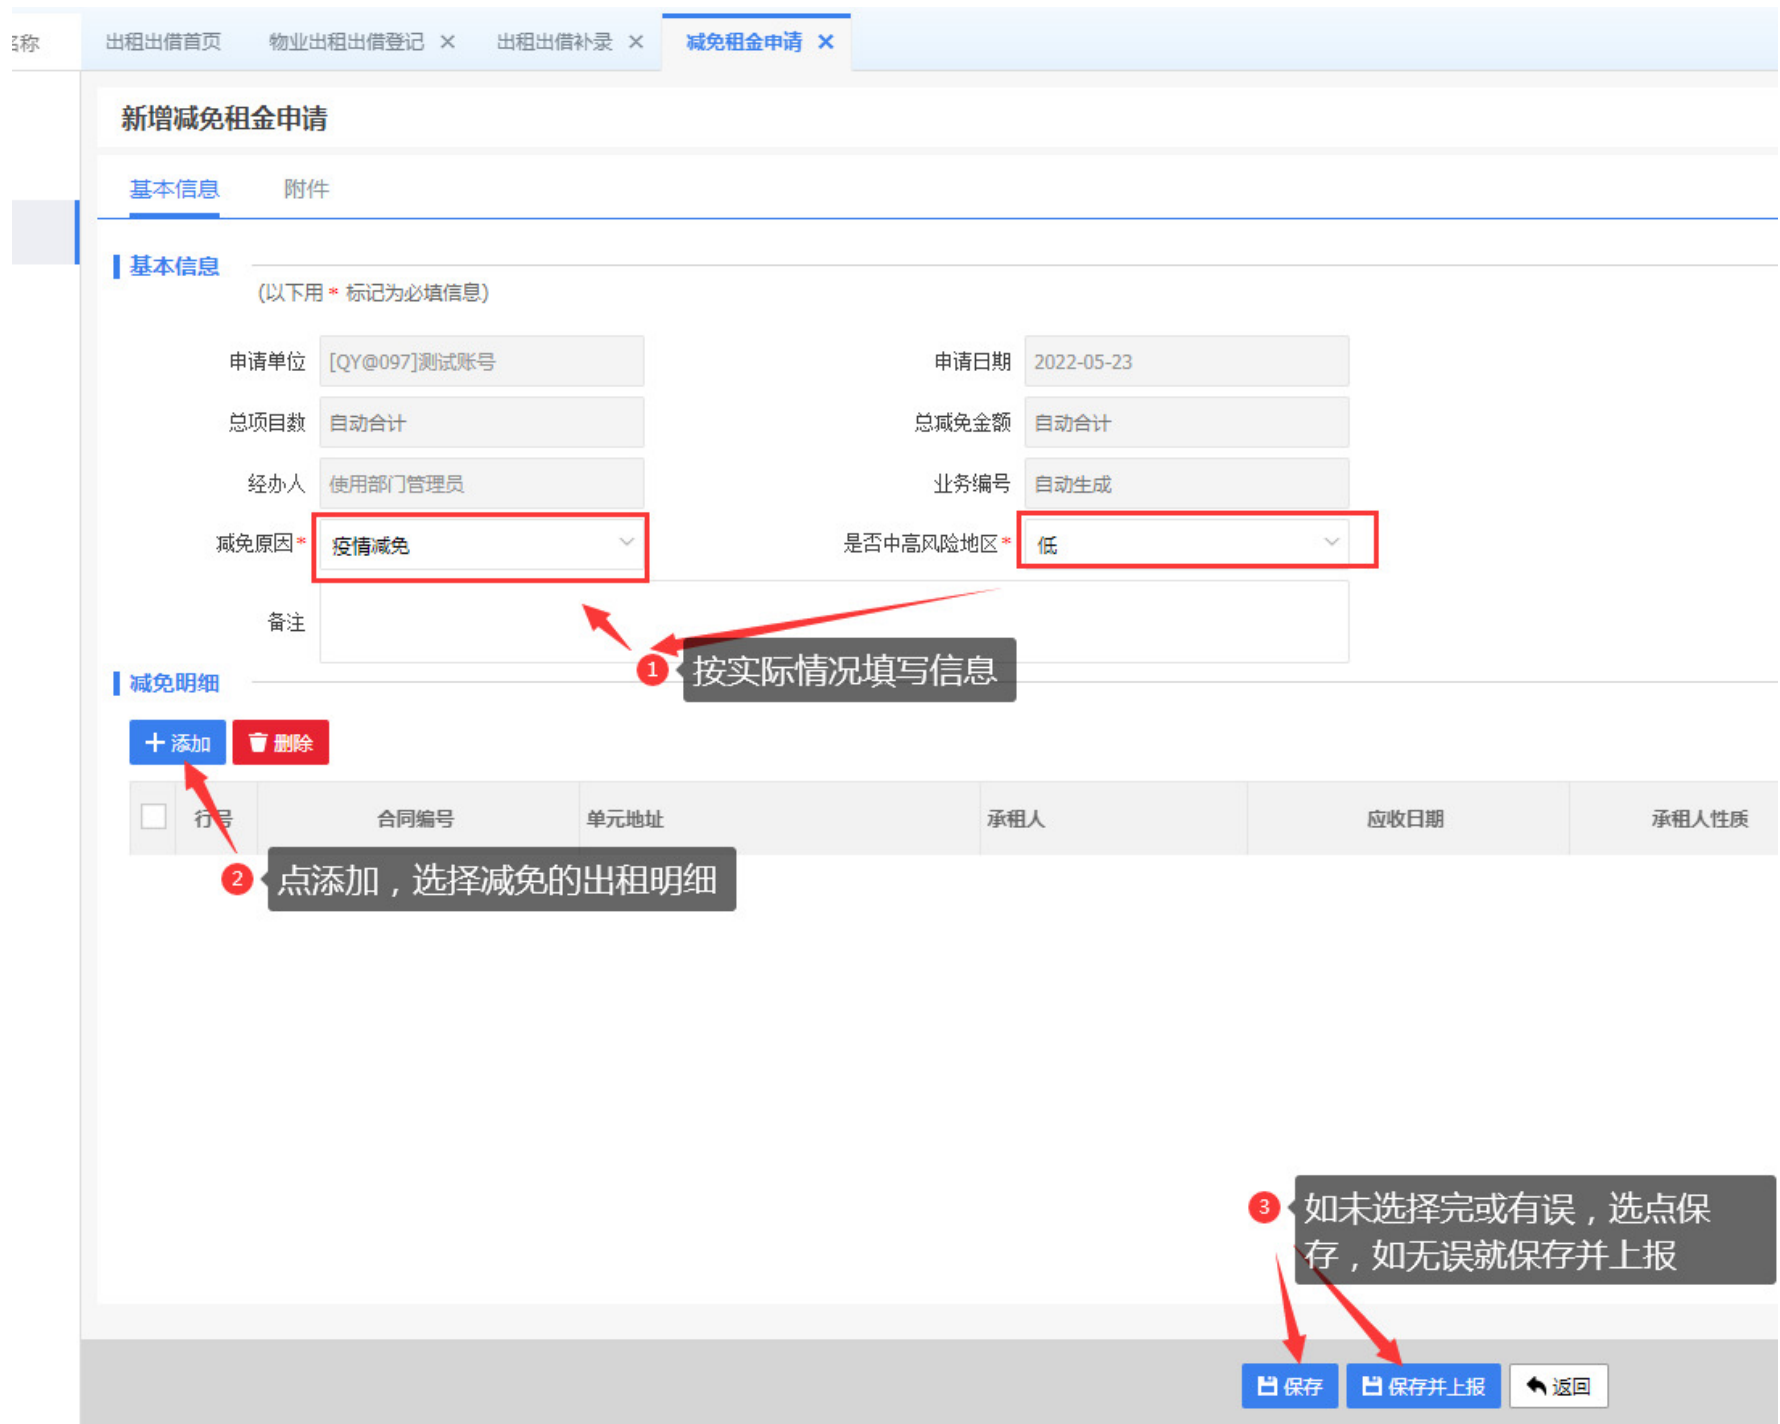 名称 出租出借首页 物业出租出借登记 × 出租出借补录 × 减免租金申请 ×
新增减免租金申请
基本信息 附件
基本信息
(以下用 * 标记为必填信息)
申请单位 [QY@097]测试账号 申请日期 2022-05-23
总项目数 自动合计 总减免金额 自动合计
经办人 使用部门管理员 业务编号 自动生成
减免原因* 疫情减免 是否中高风险地区* 低
备注
1 按实际情况填写信息
减免明细
添加 删除
行号 合同编号 单元地址 承租人 应收日期 承租人性质
2 点添加，选择减免的出租明细
3 如未选择完或有误，选点保
存，如无误就保存并上报
保存 保存并上报 返回